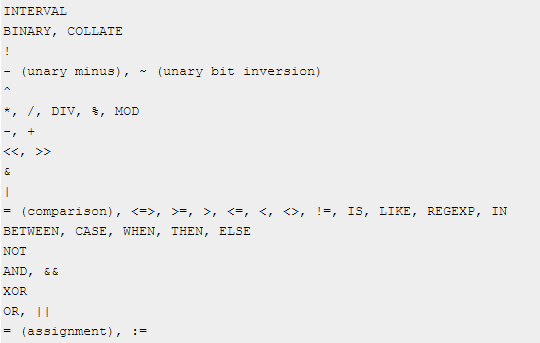 INTERVAL
BINARY, COLLATE
!
- (unary minus), ~ (unary bit inversion)
^
*, /, DIV, %, MOD
-, +
<<, >>
&
|
= (comparison), <=>, >=, >, <=, <, <>, !=, IS, LIKE, REGEXP, IN
BETWEEN, CASE, WHEN, THEN, ELSE
NOT
AND, &&
XOR
OR, ||
= (assignment), :=